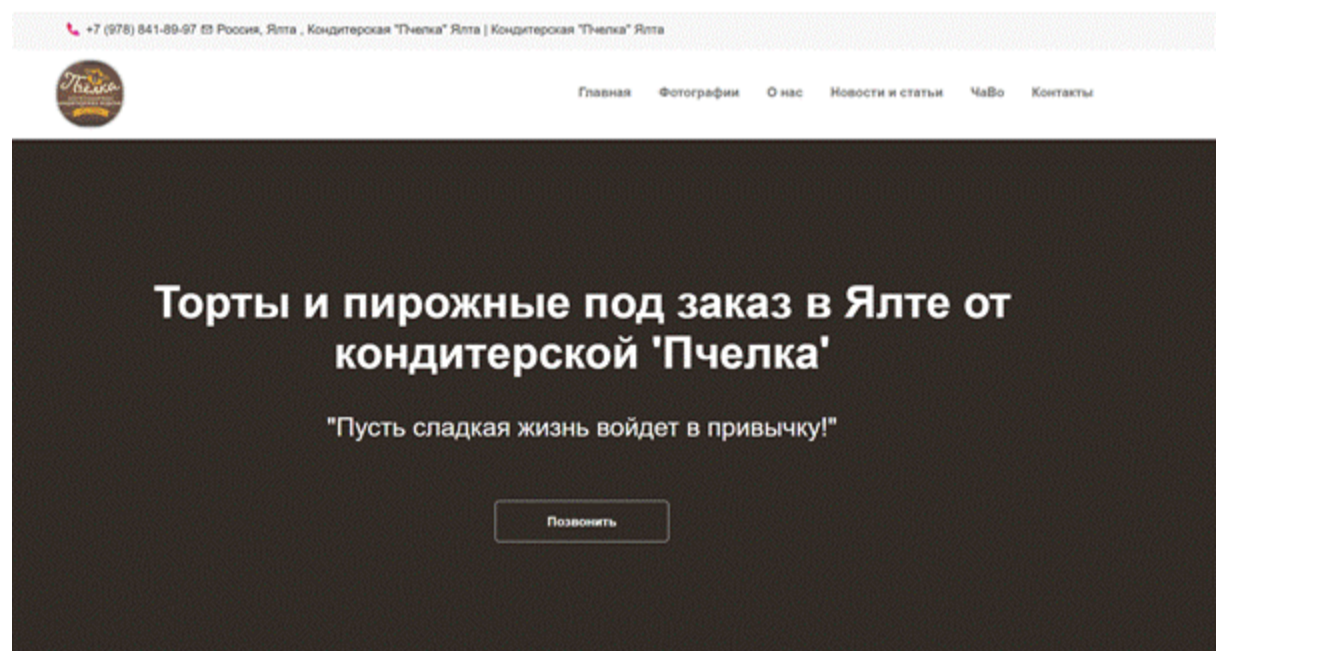 +7 (978) 841-89-97 Россия, Ялта , Кондитерская "Пчелка" Ялта | Кондитерская "Пчелка" Ялта
Пчелка
Главная Фотографии О нас Новости и статьи ЧаВо Контакты
Торты и пирожные под заказ в Ялте от
кондитерской 'Пчелка'
"Пусть сладкая жизнь войдет в привычку!"
Позвонить